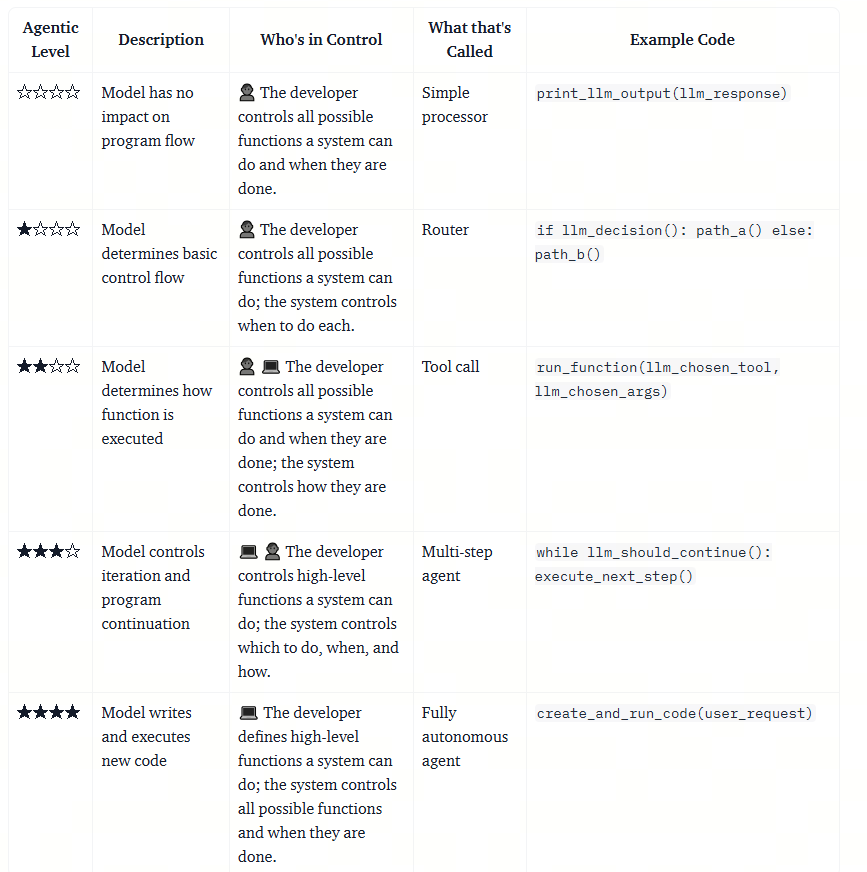 Agentic Level
Description
Who's in Control
What that's Called
Example Code
☆☆☆☆
Model has no
impact on
program flow
The developer
controls all possible
functions a system can
do and when they are
done.
Simple
processor
print_llm_output(llm_response)
★☆☆☆
Model
determines basic
control flow
The developer
controls all possible
functions a system can
do; the system controls
when to do each.
Router
if llm_decision(): path_a() else:
path_b()
★★☆☆
Model
determines how
function is
executed
The developer
controls all possible
functions a system can
do and when they are
done; the system
controls how they are
done.
Tool call
run_function(llm_chosen_tool,
llm_chosen_args)
★★★☆
Model controls
iteration and
program
continuation
The developer
controls high-level
functions a system can
do; the system controls
which to do, when, and
how.
Multi-step
agent
while llm_should_continue():
execute_next_step()
★★★★
Model writes
and executes
new code
The developer
defines high-level
functions a system can
do; the system controls
all possible functions
and when they are
done.
Fully
autonomous
agent
create_and_run_code(user_request)